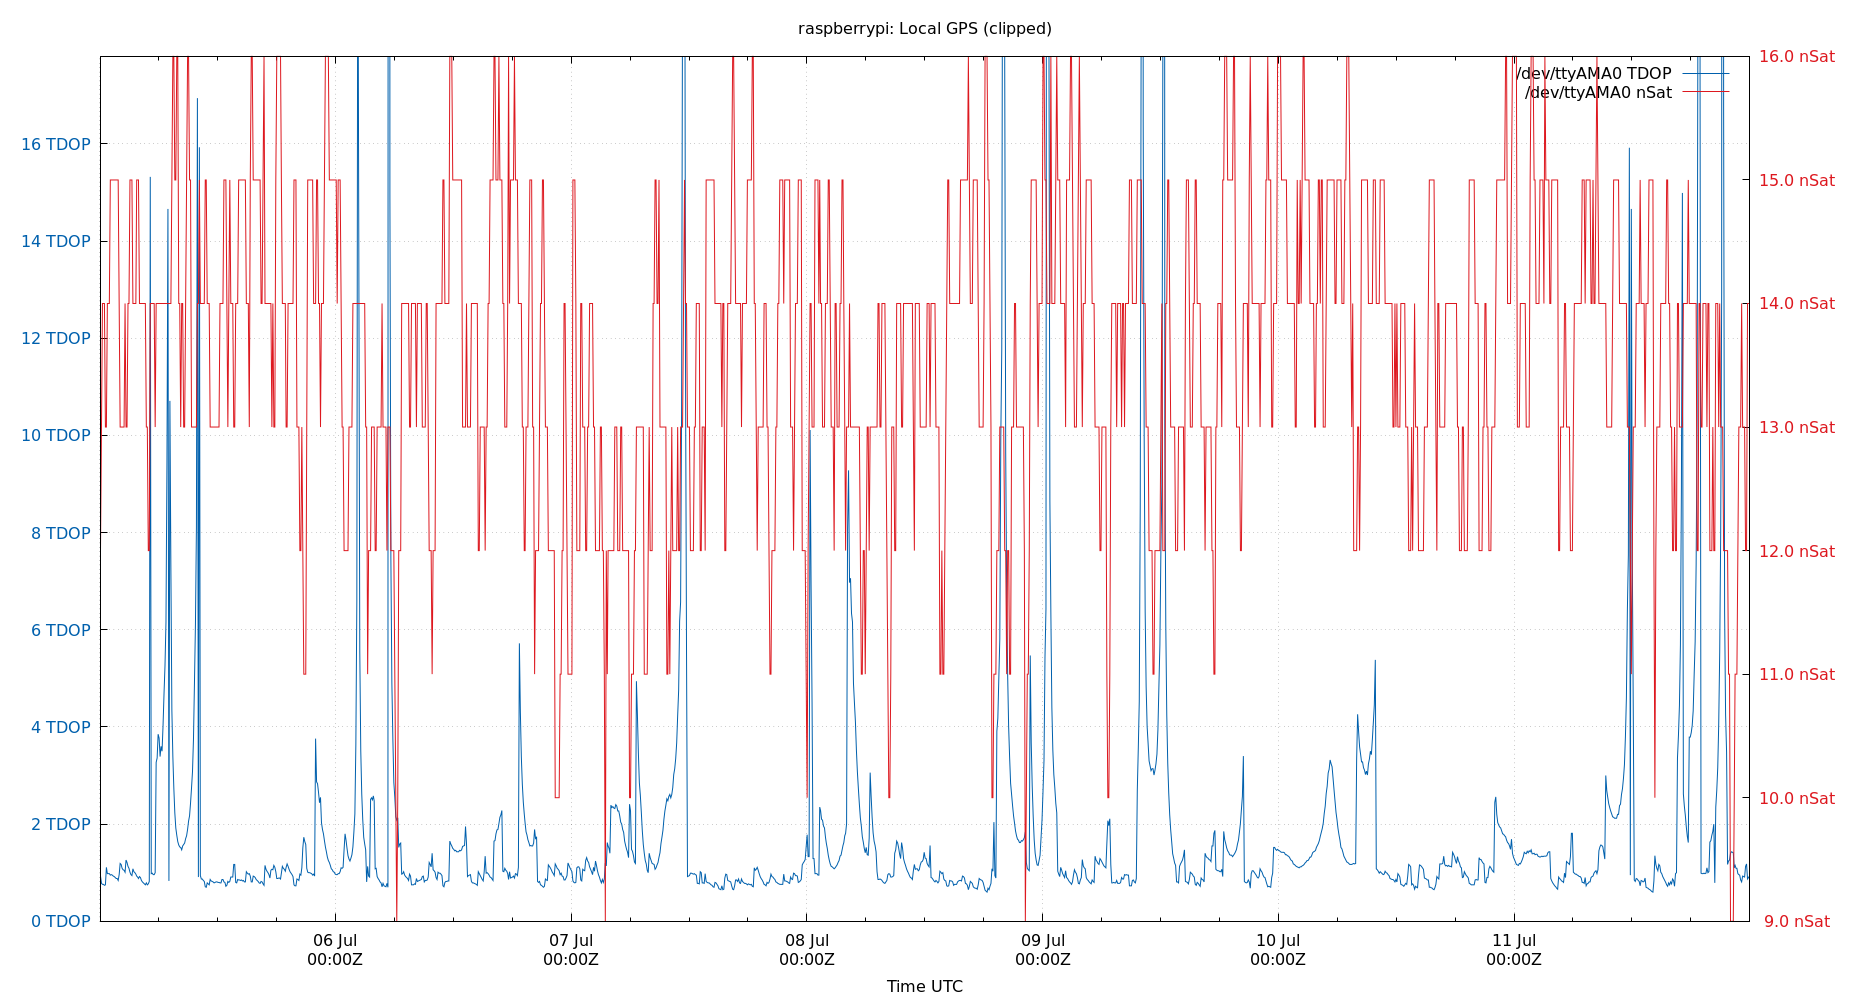 raspberrypi: Local GPS (clipped)
/dev/ttyAMA0 TDOP
/dev/ttyAMA0 nSat
16 TDOP
14 TDOP
12 TDOP
10 TDOP
8 TDOP
6 TDOP
4 TDOP
2 TDOP
0 TDOP
16.0 nSat
15.0 nSat
14.0 nSat
13.0 nSat
12.0 nSat
11.0 nSat
10.0 nSat
9.0 nSat
06 Jul
00:00Z
07 Jul
00:00Z
08 Jul
00:00Z
09 Jul
00:00Z
10 Jul
00:00Z
11 Jul
00:00Z
Time UTC